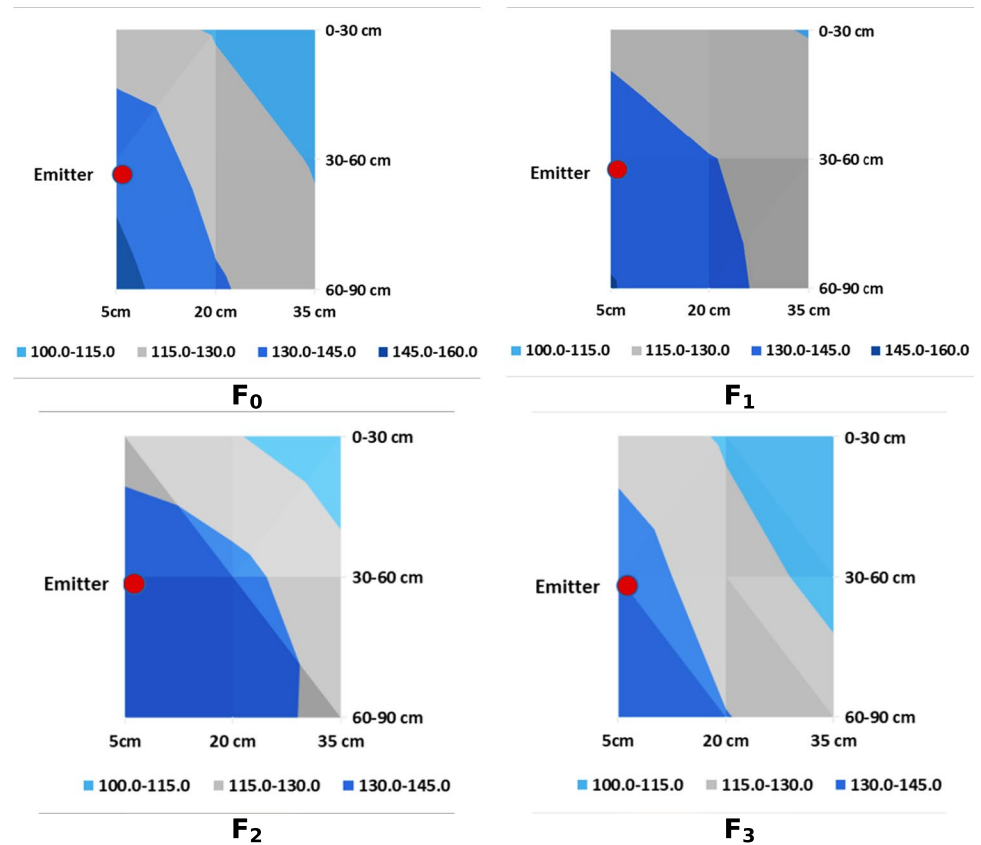 0-30 cm
Emitter
30-60 cm
60-90 cm
5cm 20 cm 35 cm
100.0-115.0 115.0-130.0 130.0-145.0 145.0-160.0
F0
0-30 cm
Emitter
30-60 cm
60-90 cm
5cm 20 cm 35 cm
100.0-115.0 115.0-130.0 130.0-145.0 145.0-160.0
F1
0-30 cm
Emitter
30-60 cm
60-90 cm
5cm 20 cm 35 cm
100.0-115.0 115.0-130.0 130.0-145.0
F2
0-30 cm
Emitter
30-60 cm
60-90 cm
5cm 20 cm 35 cm
100.0-115.0 115.0-130.0 130.0-145.0
F3